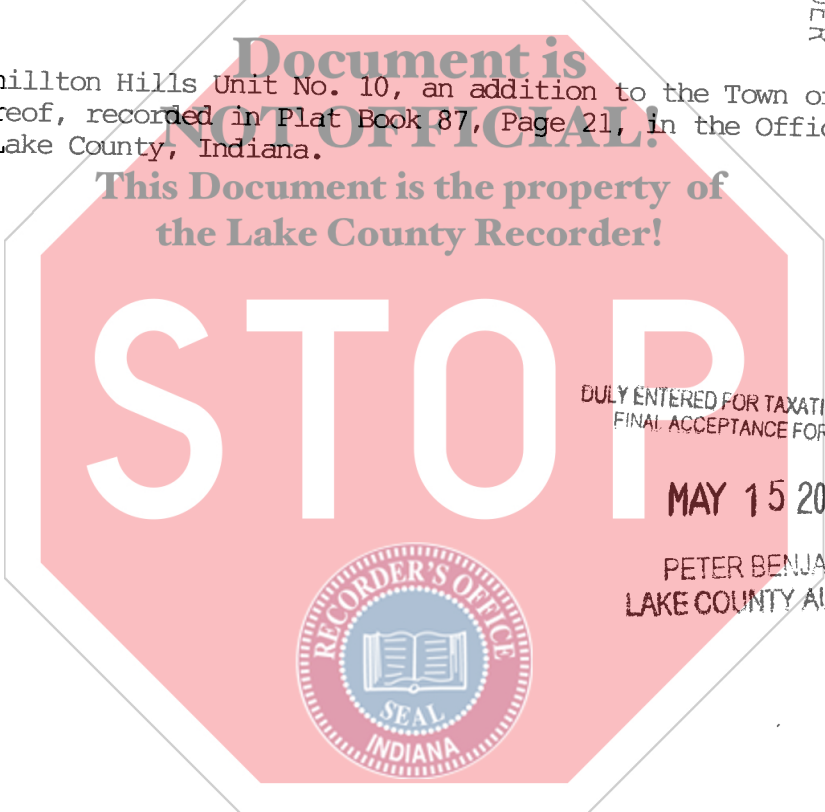 DER
Document is
hillton Hills Unit No. 10, an addition to the Town of
reof, recorded in Plat Book 87, Page 21, in the Offic
NOT OFFICIAL!
Lake County, Indiana.
This Document is the property of
the Lake County Recorder!
STOP
DULY ENTERED FOR TAXATI
FINAL ACCEPTANCE FOR
MAY 15 20
PETER BENJA
LAKE COUNTY AU
RECORDER'S OFFICE
SEAL
INDIANA